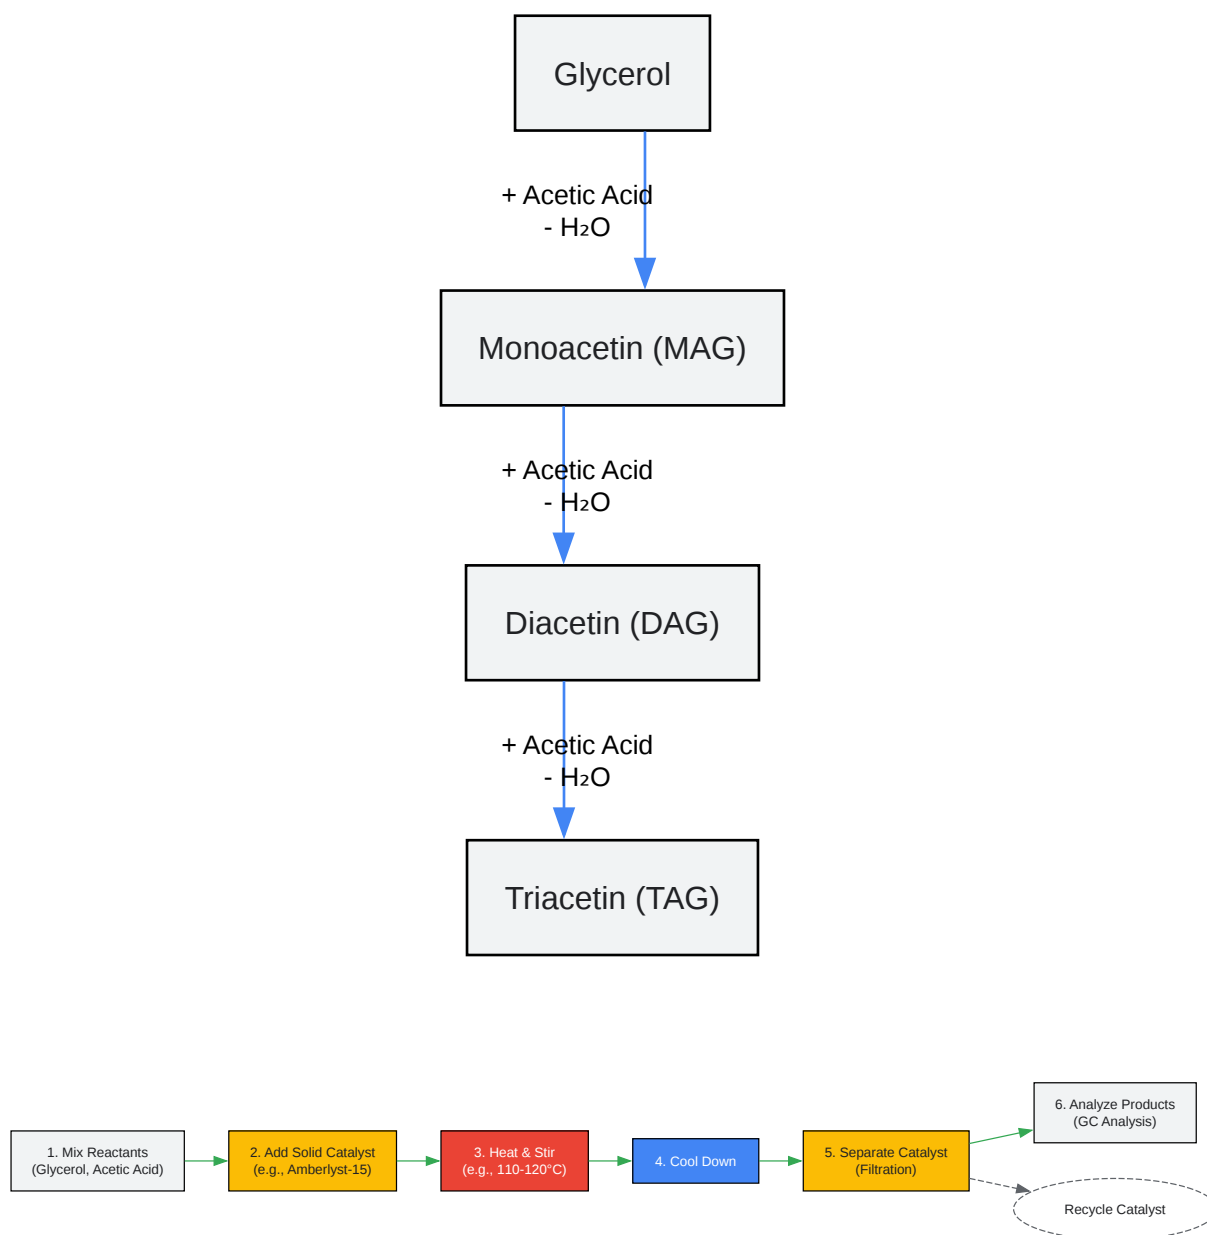 Glycerol
+ Acetic Acid
- H₂O
Monoacetin (MAG)
+ Acetic Acid
- H₂O
Diacetin (DAG)
+ Acetic Acid
- H₂O
Triacetin (TAG)
1. Mix Reactants
(Glycerol, Acetic Acid)
2. Add Solid Catalyst
(e.g., Amberlyst-15)
3. Heat & Stir
(e.g., 110-120°C)
4. Cool Down
5. Separate Catalyst
(Filtration)
6. Analyze Products
(GC Analysis)
Recycle Catalyst